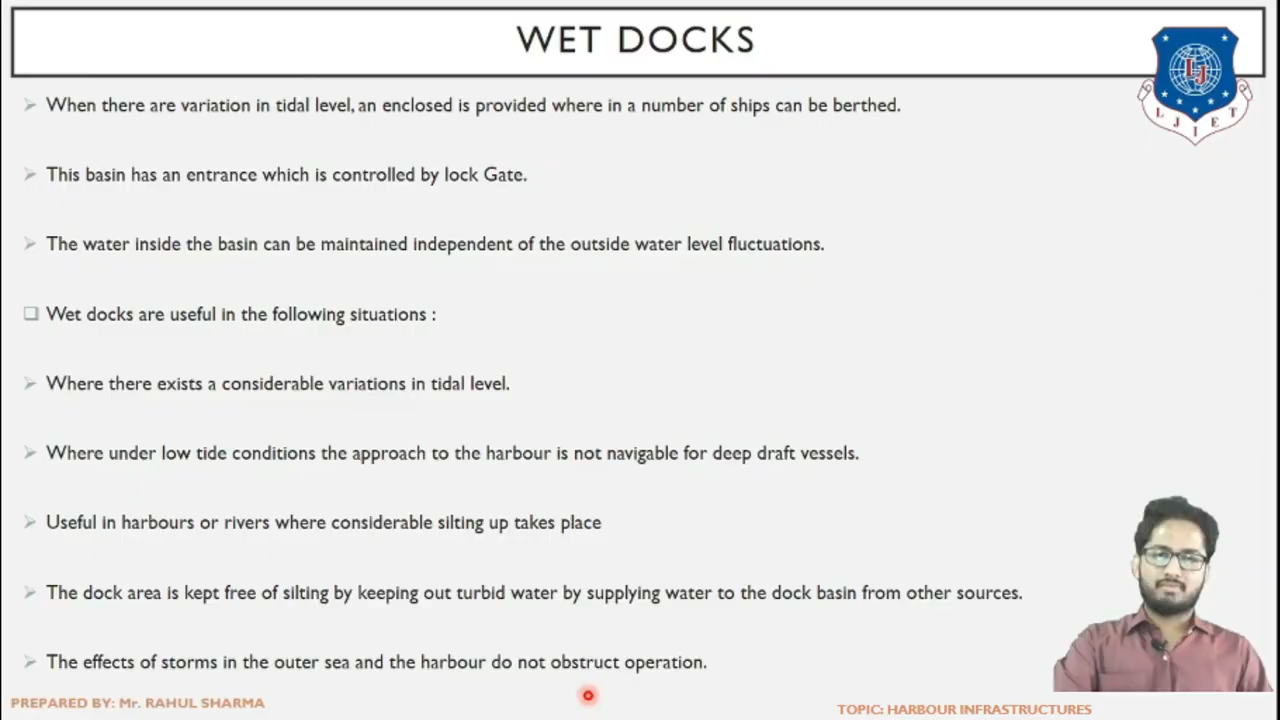 WET DOCKS
When there are variation in tidal level, an enclosed is provided where in a number of ships can be berthed.
This basin has an entrance which is controlled by lock Gate.
The water inside the basin can be maintained independent of the outside water level fluctuations.
Wet docks are useful in the following situations :
Where there exists a considerable variations in tidal level.
Where under low tide conditions the approach to the harbour is not navigable for deep draft vessels.
Useful in harbours or rivers where considerable silting up takes place
The dock area is kept free of silting by keeping out turbid water by supplying water to the dock basin from other sources.
The effects of storms in the outer sea and the harbour do not obstruct operation.
LJ
LJIET
PREPARED BY: Mr. RAHUL SHARMA
TOPIC: HARBOUR INFRASTRUCTURES